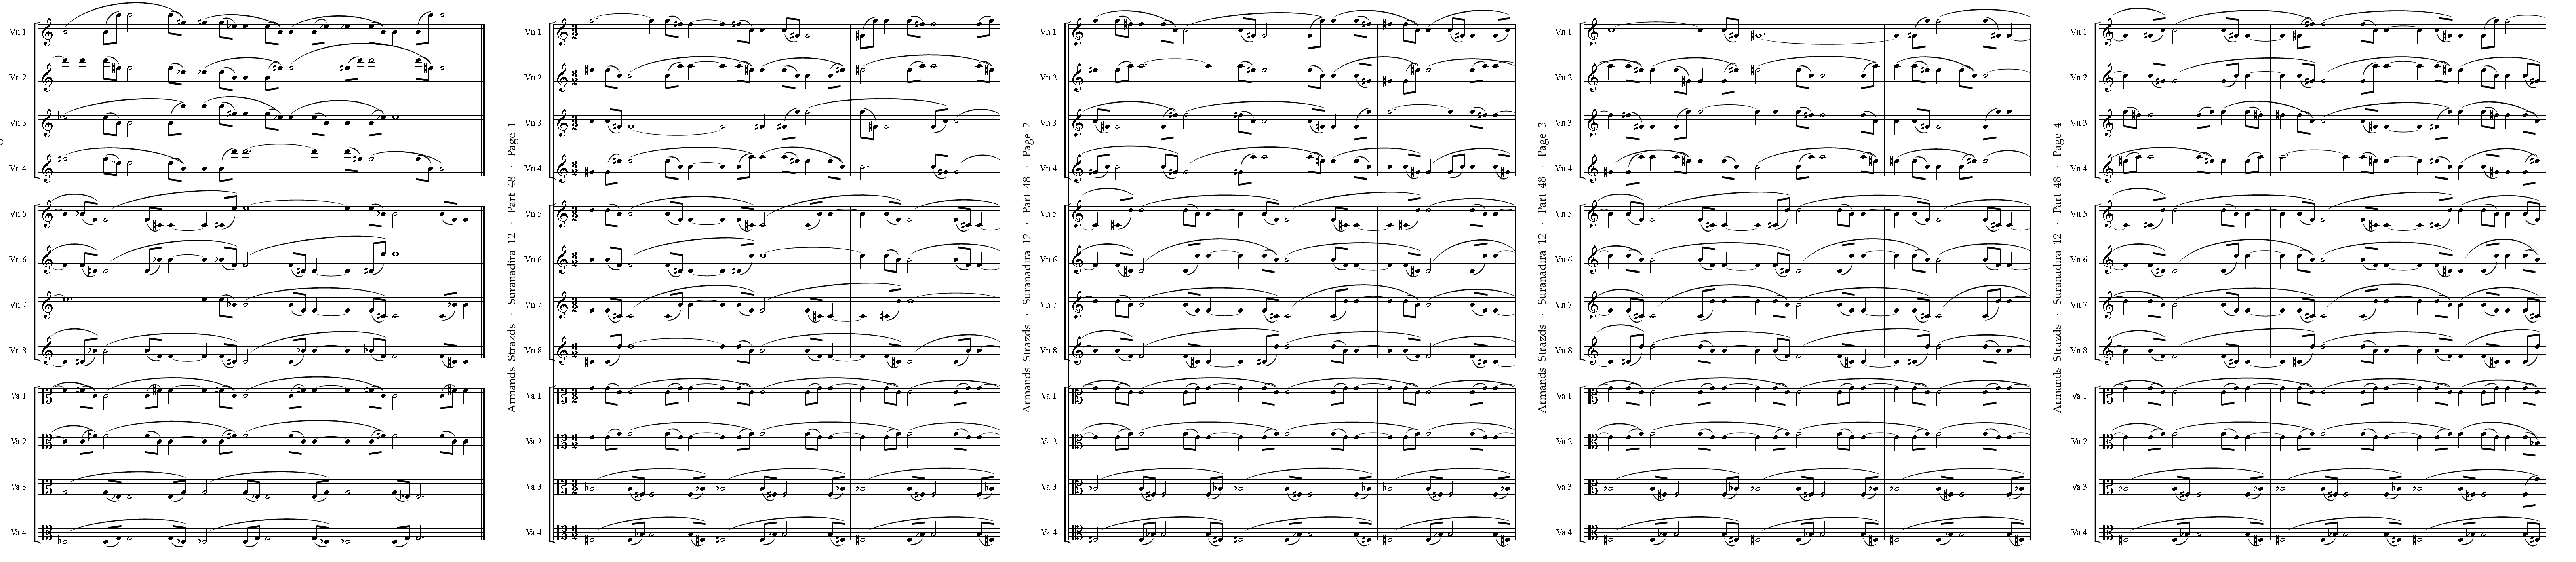 Vn 1
Vn 2
Vn 3
Vn 4
Vn 5
Vn 6
Vn 7
Vn 8
Va 1
Va 2
Va 3
Va 4
Armands Strazds · Suranadira 12 · Part 48 · Page 1
Vn 1
Vn 2
Vn 3
Vn 4
Vn 5
Vn 6
Vn 7
Vn 8
Va 1
Va 2
Va 3
Va 4
Armands Strazds · Suranadira 12 · Part 48 · Page 2
Vn 1
Vn 2
Vn 3
Vn 4
Vn 5
Vn 6
Vn 7
Vn 8
Va 1
Va 2
Va 3
Va 4
Armands Strazds · Suranadira 12 · Part 48 · Page 3
Vn 1
Vn 2
Vn 3
Vn 4
Vn 5
Vn 6
Vn 7
Vn 8
Va 1
Va 2
Va 3
Va 4
Armands Strazds · Suranadira 12 · Part 48 · Page 4
Vn 1
Vn 2
Vn 3
Vn 4
Vn 5
Vn 6
Vn 7
Vn 8
Va 1
Va 2
Va 3
Va 4